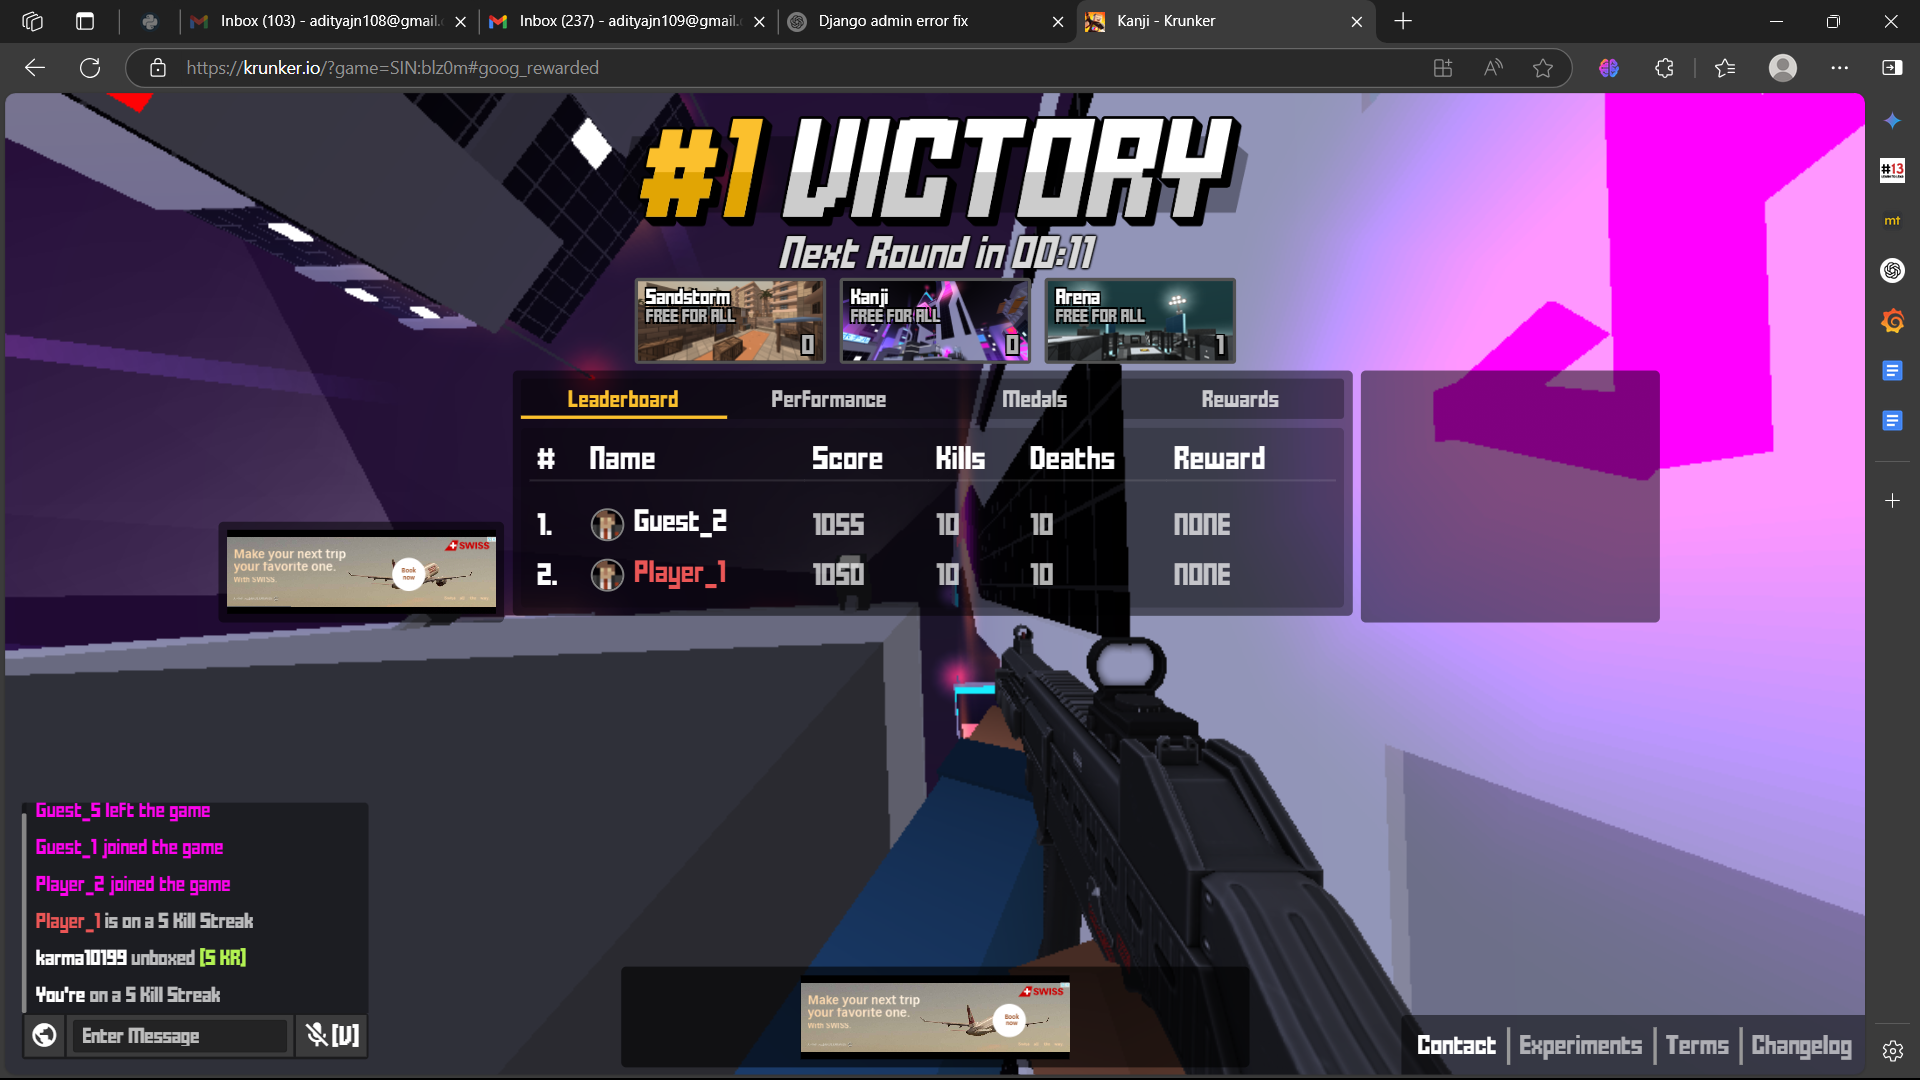 Inbox (103) - adityajn108@gmail.
Inbox (237) - adityajn109@gmail.
Django admin error fix
Kanji - Krunker
https://krunker.io/?game=SIN:blz0m#goog_rewarded
#1 VICTORY
Next Round in 00:11
Sandstorm
FREE FOR ALL
0
Kanji
FREE FOR ALL
0
Arena
FREE FOR ALL
1
Leaderboard Performance Medals Rewards
# Name Score Kills Deaths Reward
1. Guest_2 1055 10 10 NONE
2. Player_1 1050 10 10 NONE
Make your next trip
your favorite one.
With SWISS.
Book
now
SWISS
Guest_5 left the game
Guest_1 joined the game
Player_2 joined the game
Player_1 is on a 5 Kill Streak
karma10199 unboxed [5 KR]
You're on a 5 Kill Streak
Enter Message
[V]
Make your next trip
your favorite one.
With SWISS.
Book
now
SWISS
Contact Experiments Terms Changelog
#13
mt